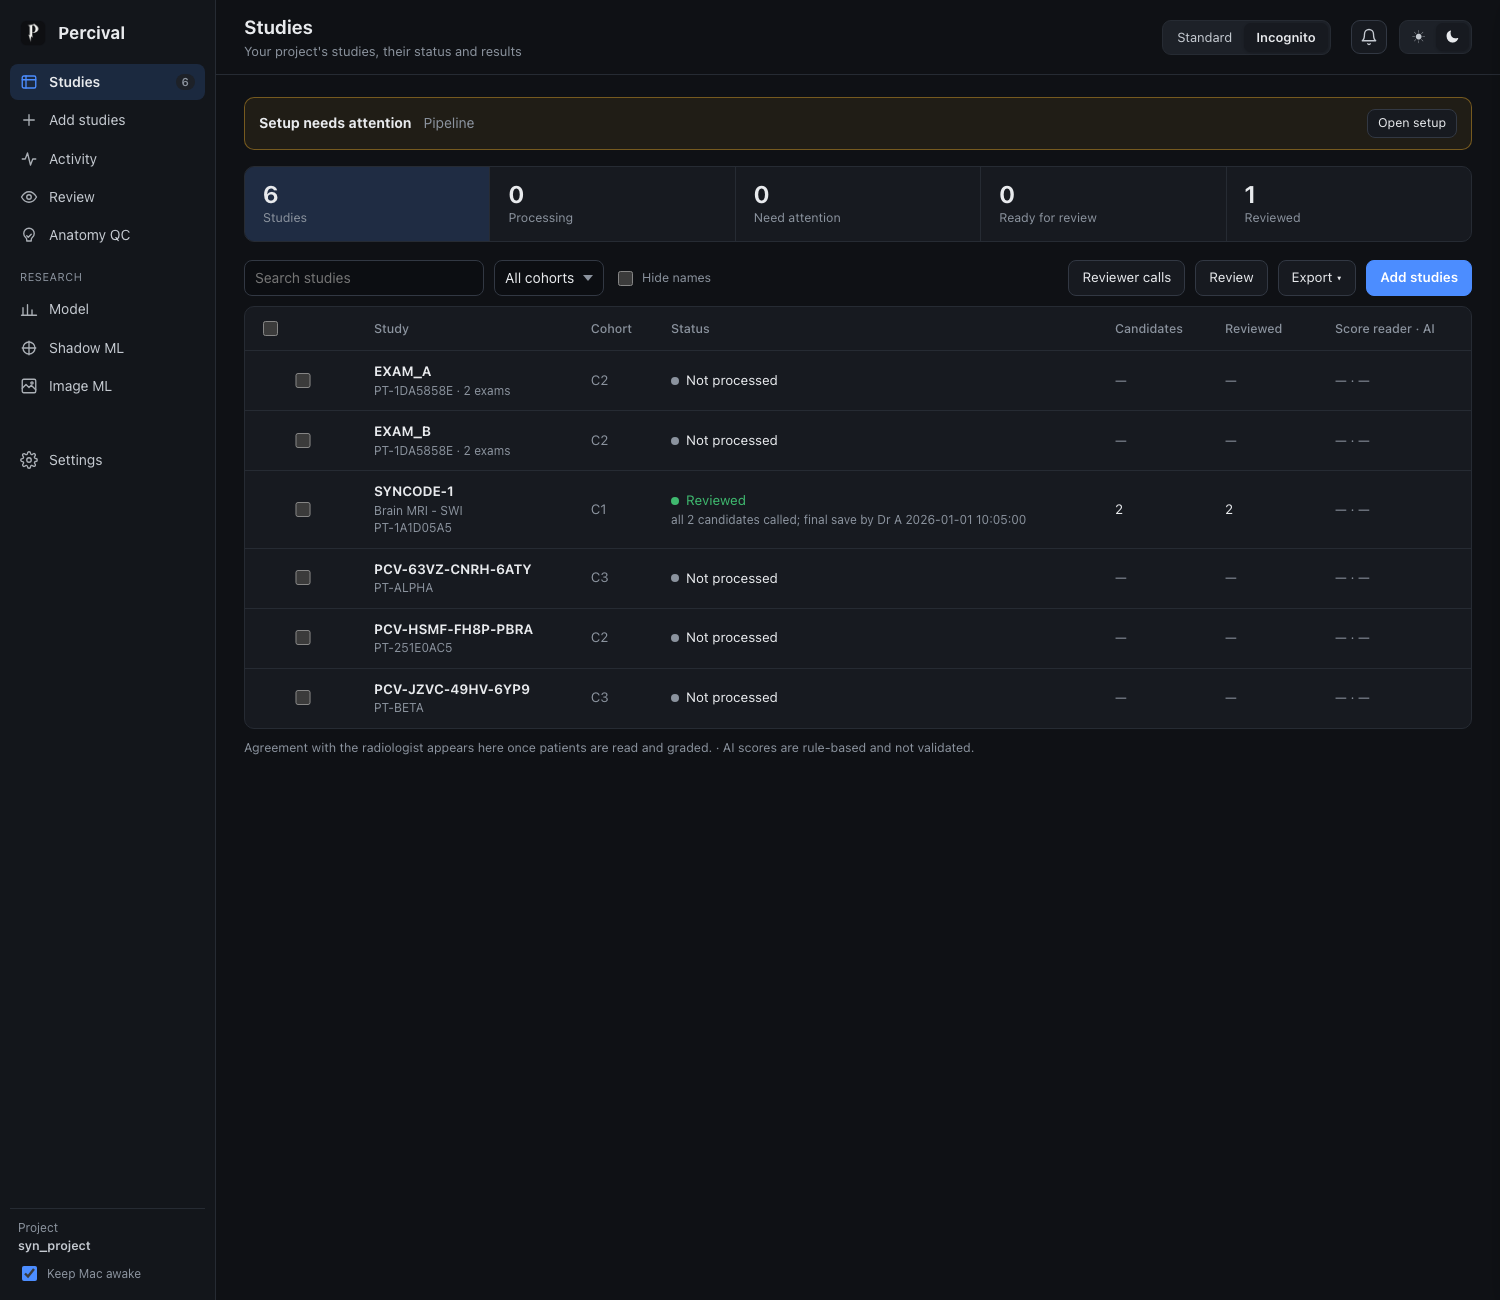 Percival
Studies 6
Add studies
Activity
Review
Anatomy QC
RESEARCH
Model
Shadow ML
Image ML
Settings
Project
syn_project
Keep Mac awake
Studies
Your project's studies, their status and results
Standard Incognito
Setup needs attention Pipeline Open setup
6 0 0 0 1
Studies Processing Need attention Ready for review Reviewed
Search studies All cohorts Hide names Reviewer calls Review Export Add studies
Study Cohort Status Candidates Reviewed Score reader · AI
EXAM_A
PT-1DA5858E · 2 exams C2 Not processed — — — · —
EXAM_B
PT-1DA5858E · 2 exams C2 Not processed — — — · —
SYNCODE-1
Brain MRI - SWI
PT-1A1D05A5 C1 Reviewed
all 2 candidates called; final save by Dr A 2026-01-01 10:05:00 2 2 — · —
PCV-63VZ-CNRH-6ATY
PT-ALPHA C3 Not processed — — — · —
PCV-HSMF-FH8P-PBRA
PT-251E0AC5 C2 Not processed — — — · —
PCV-JZVC-49HV-6YP9
PT-BETA C3 Not processed — — — · —
Agreement with the radiologist appears here once patients are read and graded. · AI scores are rule-based and not validated.